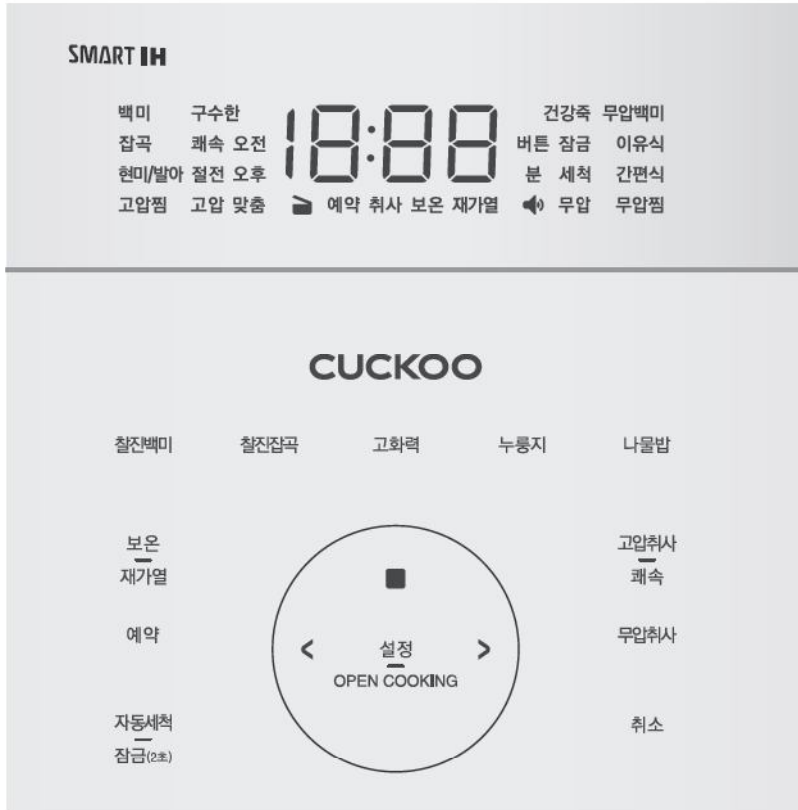 SMART IH
백미 구수한 18:88 건강죽 무압백미
잡곡 쾌속 오전 버튼 잠금 이유식
현미/발아 절전 오후 분 세척 간편식
고압찜 고압 맞춤 예약 취사 보온 재가열 무압 무압찜
CUCKOO
찰진백미 찰진잡곡 고화력 누룽지 나물밥
보온 고압취사
재가열 쾌속
예약 < 설정 > 무압취사
OPEN COOKING
자동세척 취소
잠금(2초)